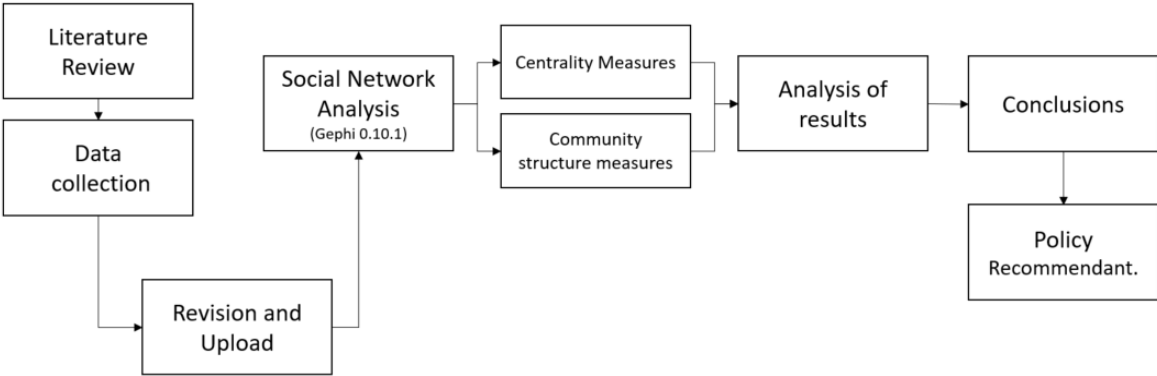 Literature
Review
Data
collection
Revision and
Upload
Social Network
Analysis
(Gephi 0.10.1)
Centrality Measures
Community
structure measures
Analysis of
results
Conclusions
Policy
Recommendant.